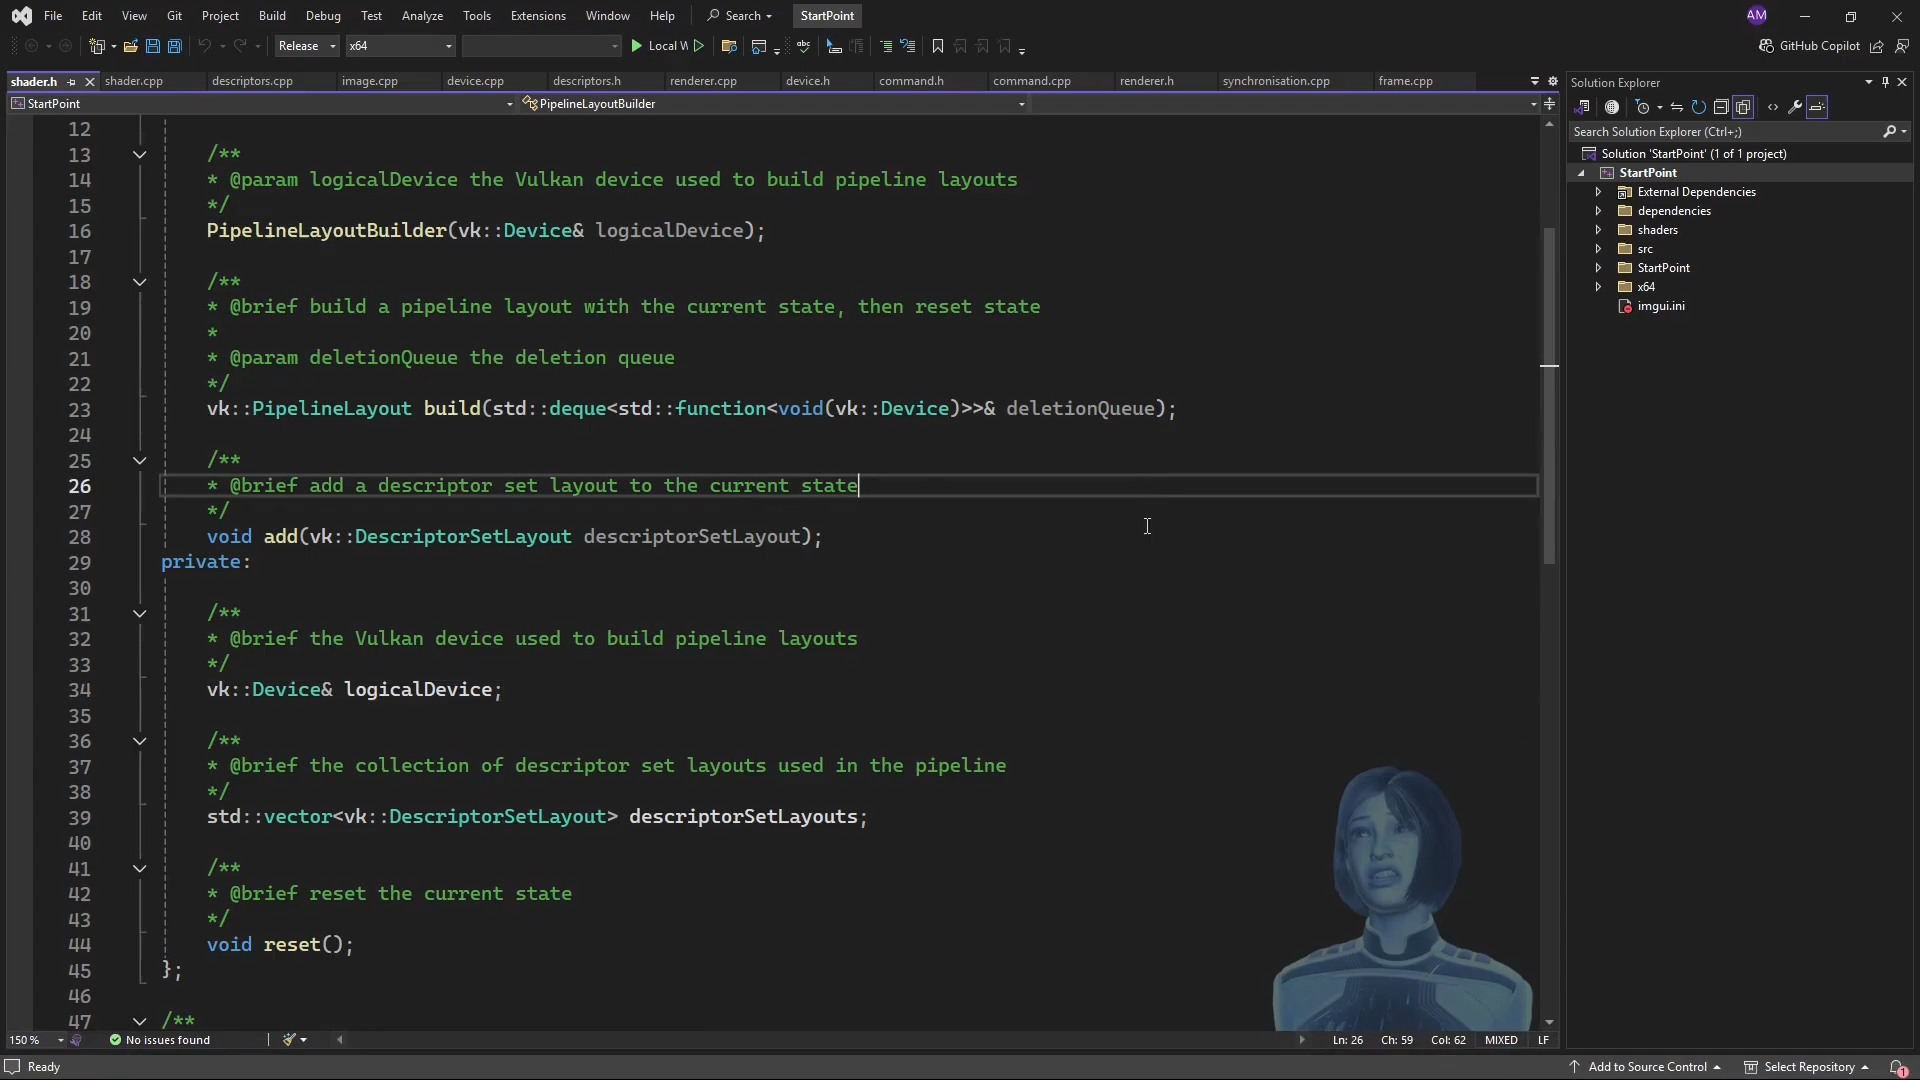 File Edit View Git Project Build Debug Test Analyze Tools Extensions Window Help Search StartPoint AM
Release x64 Local W GitHub Copilot
shader.h shader.cpp descriptors.cpp image.cpp device.cpp descriptors.h renderer.cpp device.h command.h command.cpp renderer.h synchronisation.cpp frame.cpp
StartPoint PipelineLayoutBuilder
12
13 /**
14 * @param logicalDevice the Vulkan device used to build pipeline layouts
15 */
16 PipelineLayoutBuilder(vk::Device& logicalDevice);
17
18 /**
19 * @brief build a pipeline layout with the current state, then reset state
20 *
21 * @param deletionQueue the deletion queue
22 */
23 vk::PipelineLayout build(std::deque<std::function<void(vk::Device)>>& deletionQueue);
24
25 /**
26 * @brief add a descriptor set layout to the current state
27 */
28 void add(vk::DescriptorSetLayout descriptorSetLayout);
29 private:
30
31 /**
32 * @brief the Vulkan device used to build pipeline layouts
33 */
34 vk::Device& logicalDevice;
35
36 /**
37 * @brief the collection of descriptor set layouts used in the pipeline
38 */
39 std::vector<vk::DescriptorSetLayout> descriptorSetLayouts;
40
41 /**
42 * @brief reset the current state
43 */
44 void reset();
45 };
46
47 /**
150 % No issues found Ln: 26 Ch: 59 Col: 62 MIXED LF
Solution Explorer
Search Solution Explorer (Ctrl+;)
Solution 'StartPoint' (1 of 1 project)
StartPoint
External Dependencies
dependencies
shaders
src
StartPoint
x64
imgui.ini
Ready Add to Source Control Select Repository 1